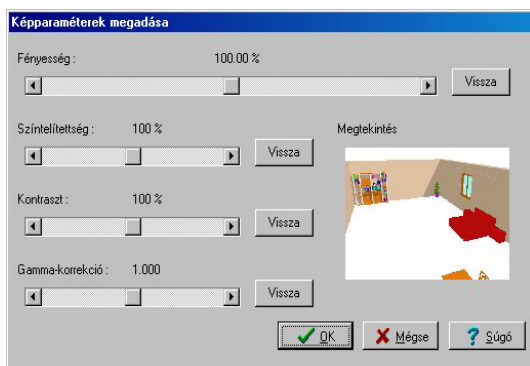 Képparaméterek megadása
Fényesség : 100.00 %
Vissza
Színtelítettség : 100 %
Vissza
Megtekintés
Kontraszt : 100 %
Vissza
Gamma-korrekció : 1.000
Vissza
OK Mégse Súgó